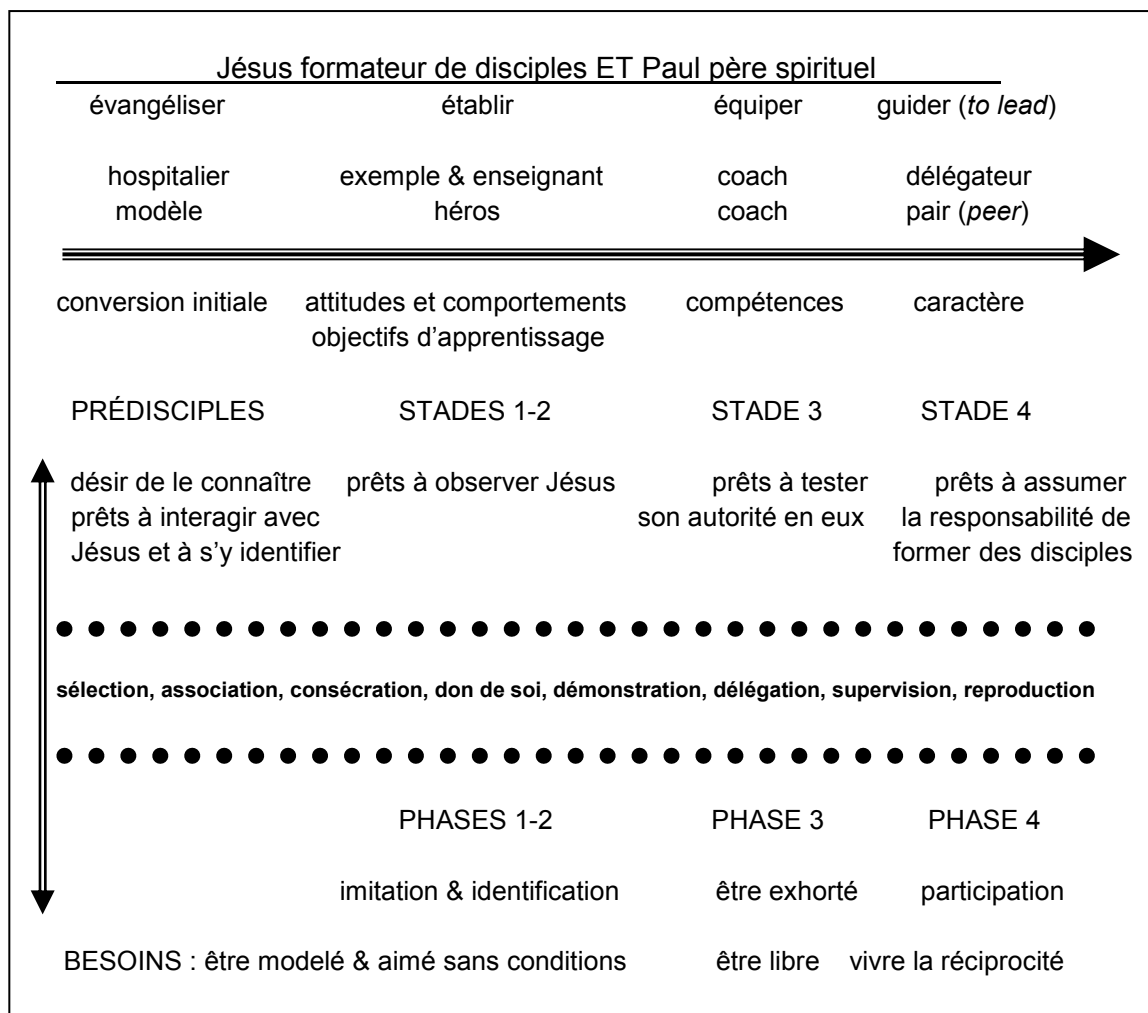 Jésus formateur de disciples ET Paul père spirituel
évangéliser établir équiper guider (to lead)
hospitalier exemple & enseignant coach délégateur
modèle héros coach pair (peer)
conversion initiale attitudes et comportements compétences caractère
objectifs d'apprentissage
PRÉDISCIPLES STADES 1-2 STADE 3 STADE 4
désir de le connaître prêts à observer Jésus prêts à tester prêts à assumer
prêts à interagir avec son autorité en eux la responsabilité de
Jésus et à s'y identifier former des disciples
sélection, association, consécration, don de soi, démonstration, délégation, supervision, reproduction
PHASES 1-2 PHASE 3 PHASE 4
imitation & identification être exhorté participation
BESOINS : être modelé & aimé sans conditions être libre vivre la réciprocité